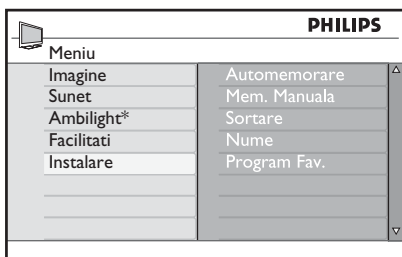 PHILIPS
Meniu
Imagine
Sunet
Ambilight*
Facilitati
Instalare
Automemorare
Mem. Manuala
Sortare
Nume
Program Fav.